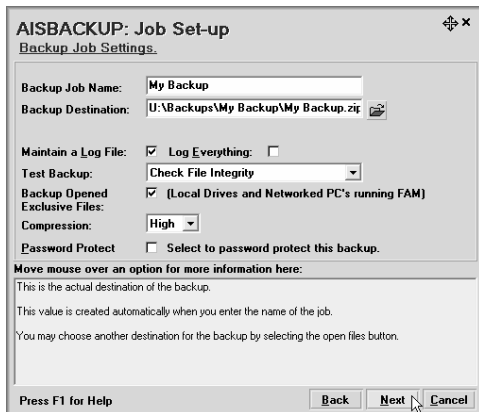 AISBACKUP: Job Set-up
Backup Job Settings.
Backup Job Name: My Backup
Backup Destination: U:\Backups\My Backup\My Backup.zip
Maintain a Log File: Log Everything:
Test Backup: Check File Integrity
Backup Opened Exclusive Files: (Local Drives and Networked PC's running FAM)
Compression: High
Password Protect Select to password protect this backup.
Move mouse over an option for more information here:
This is the actual destination of the backup.
This value is created automatically when you enter the name of the job.
You may choose another destination for the backup by selecting the open files button.
Press F1 for Help Back Next Cancel